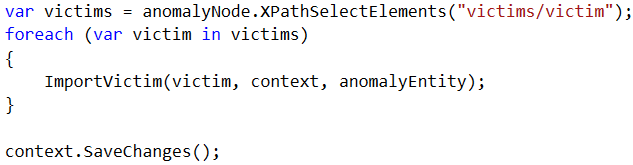 var victims = anomalyNode.XPathSelectElements("victims/victim");
foreach (var victim in victims)
{
    ImportVictim(victim, context, anomalyEntity);
}
context.SaveChanges();